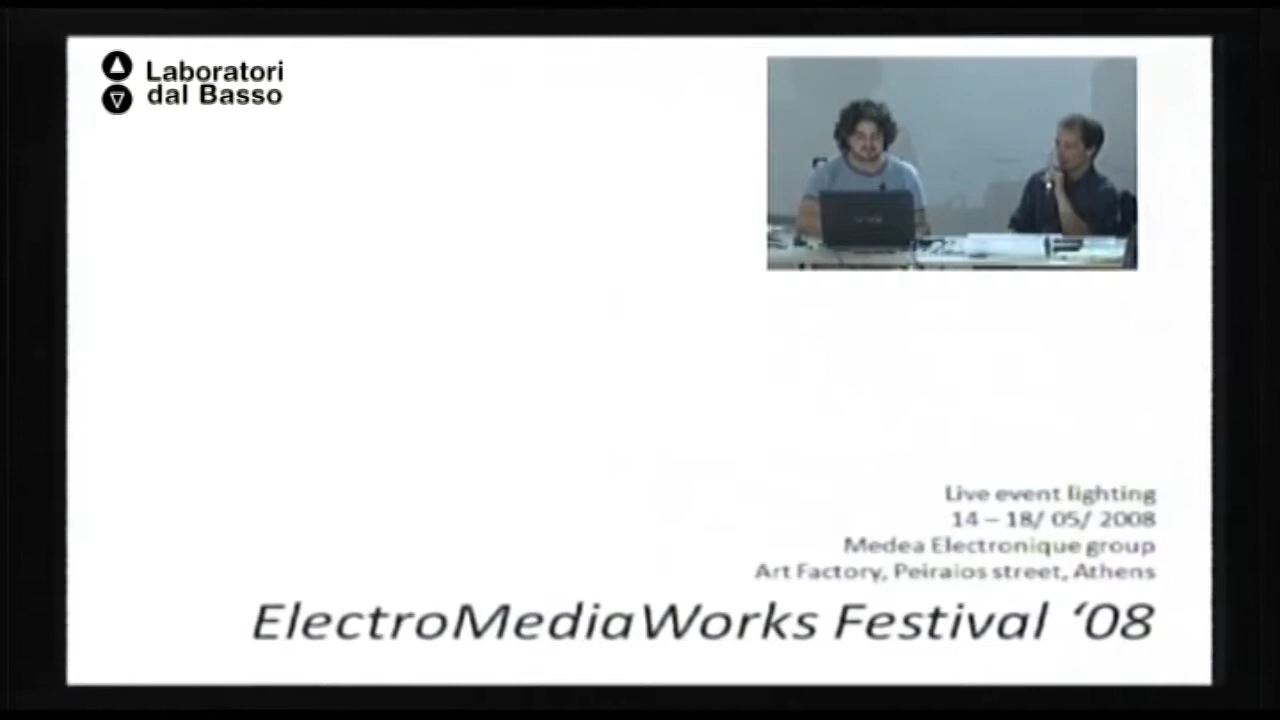 Laboratori
dal Basso
Live event lighting
14 – 18/ 05/ 2008
Medea Electronique group
Art Factory, Peiraios street, Athens
ElectroMediaWorks Festival ‘08